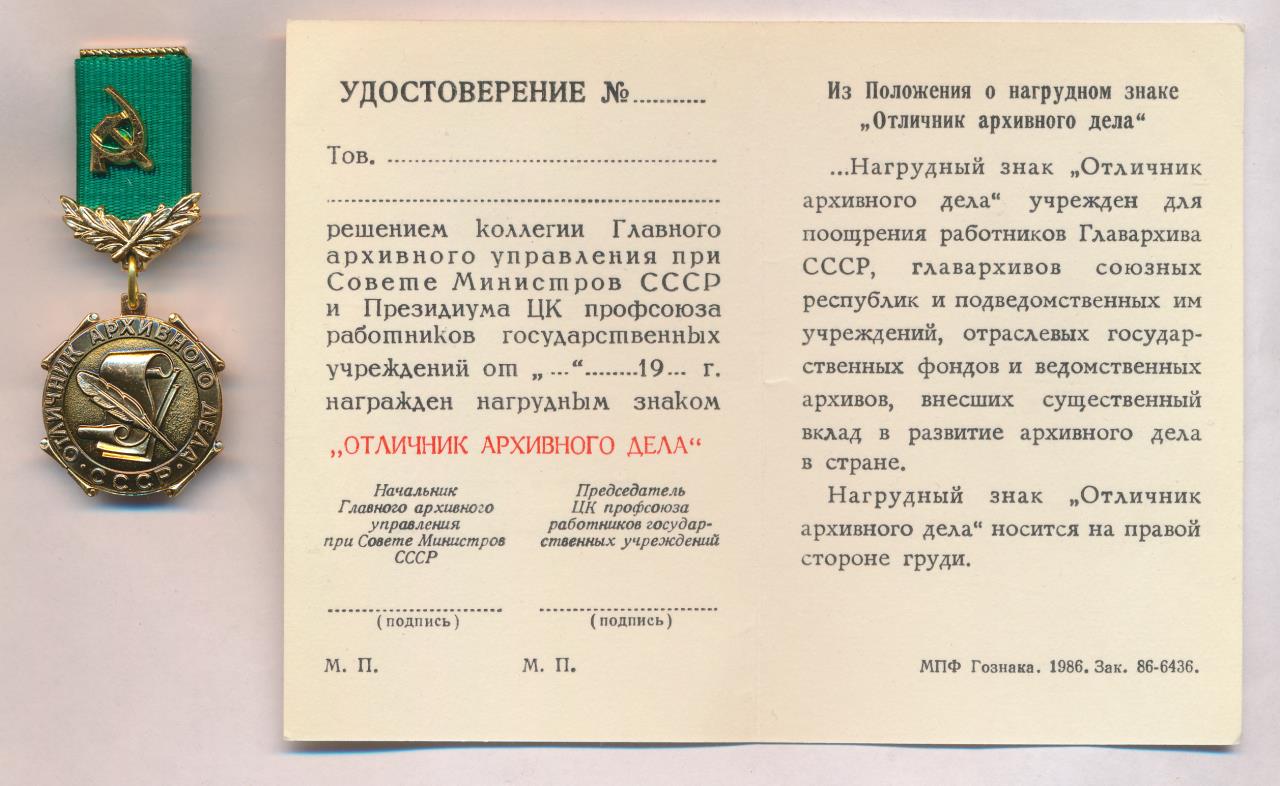 ОТЛИЧНИК АРХИВНОГО ДЕЛА
· СССР ·
УДОСТОВЕРЕНИЕ №..........
Тов. ................................................
................................................
решением коллегии Главного
архивного управления при
Совете Министров СССР
и Президиума ЦК профсоюза
работников государственных
учреждений от „ ...“........19... г.
награжден нагрудным знаком
„ОТЛИЧНИК АРХИВНОГО ДЕЛА“
Начальник
Главного архивного
управления
при Совете Министров
СССР
Председатель
ЦК профсоюза
работников государ-
ственных учреждений
..............................
(подпись)
..............................
(подпись)
М. П.
М. П.
Из Положения о нагрудном знаке
„Отличник архивного дела“
...Нагрудный знак „Отличник
архивного дела“ учрежден для
поощрения работников Главархива
СССР, главархивов союзных
республик и подведомственных им
учреждений, отраслевых государ-
ственных фондов и ведомственных
архивов, внесших существенный
вклад в развитие архивного дела
в стране.
Нагрудный знак „Отличник
архивного дела“ носится на правой
стороне груди.
МПФ Гознака. 1986. Зак. 86-6436.